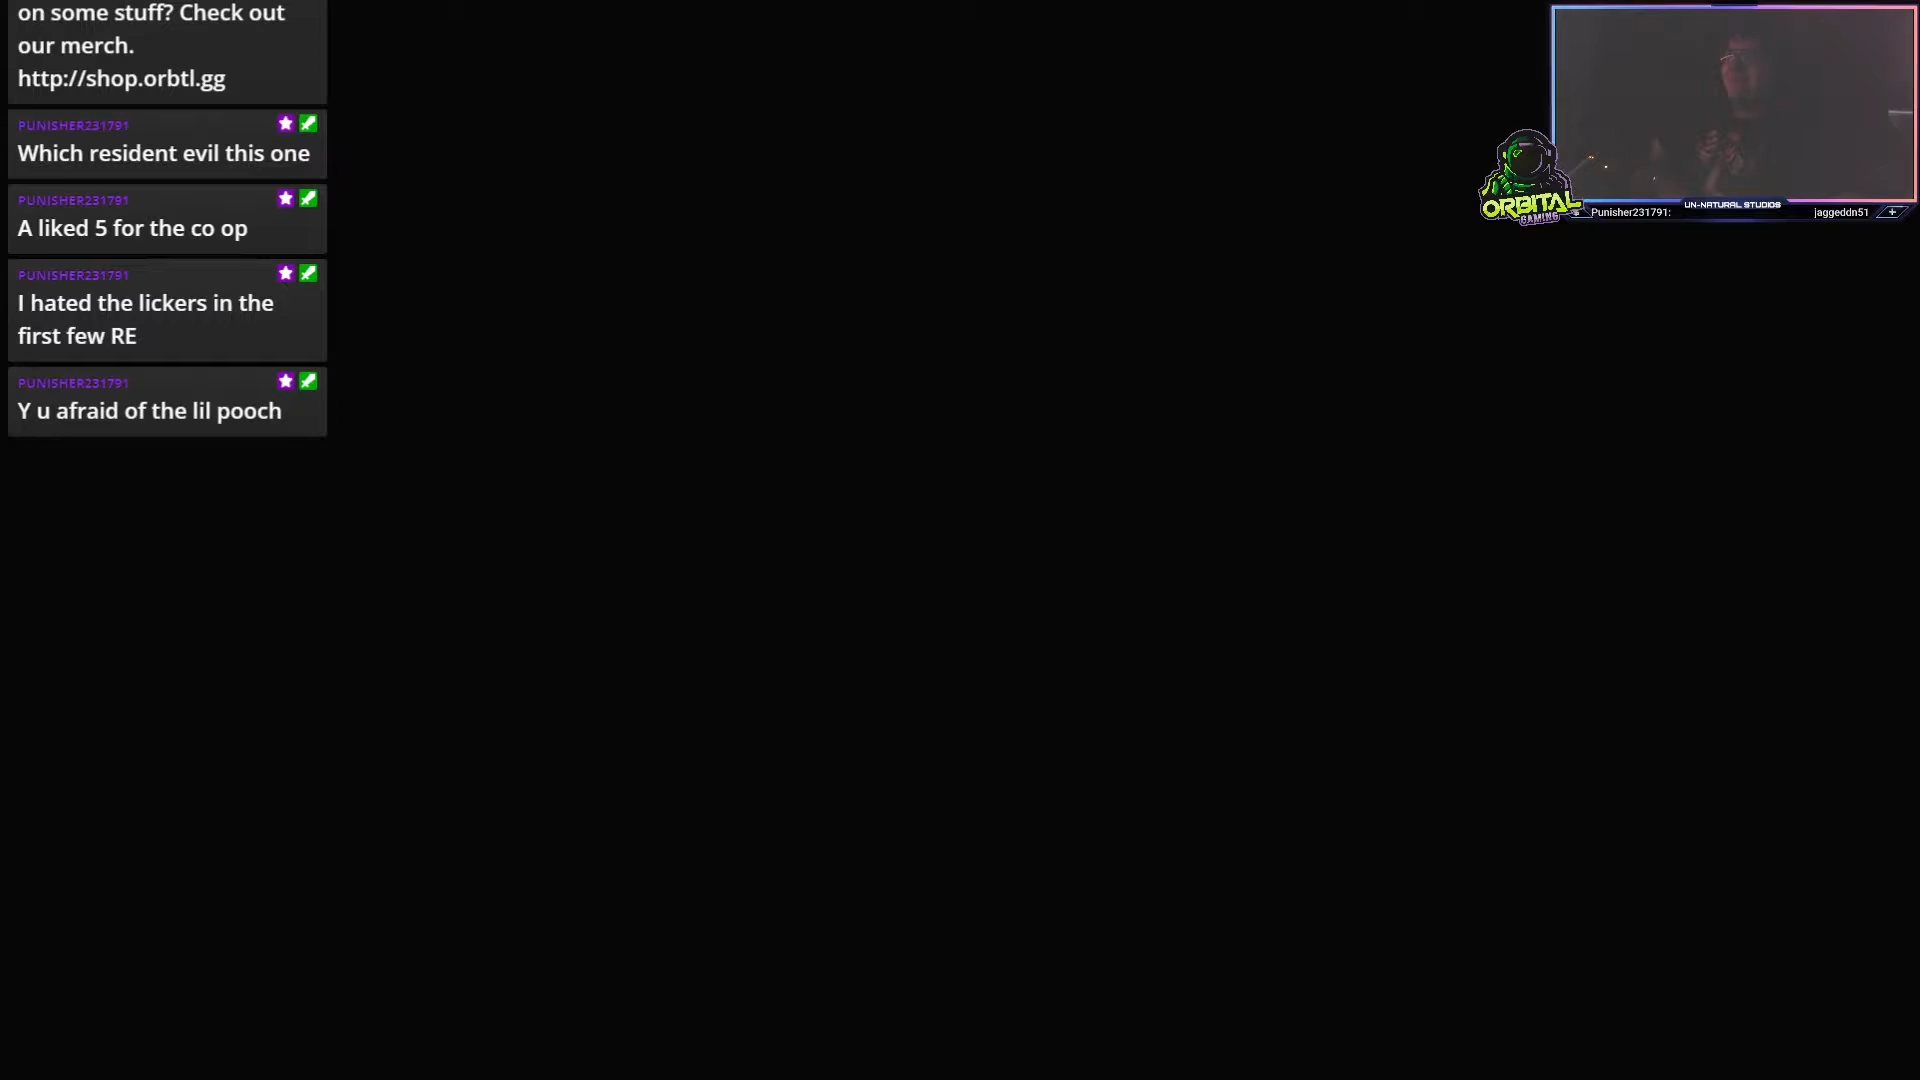 on some stuff? Check out
our merch.
http://shop.orbtl.gg
PUNISHER231791
Which resident evil this one
PUNISHER231791
A liked 5 for the co op
PUNISHER231791
I hated the lickers in the
first few RE
PUNISHER231791
Y u afraid of the lil pooch
ORBITAL
GAMING
UN-NATURAL STUDIOS
Punisher231791:
jaggeddn51